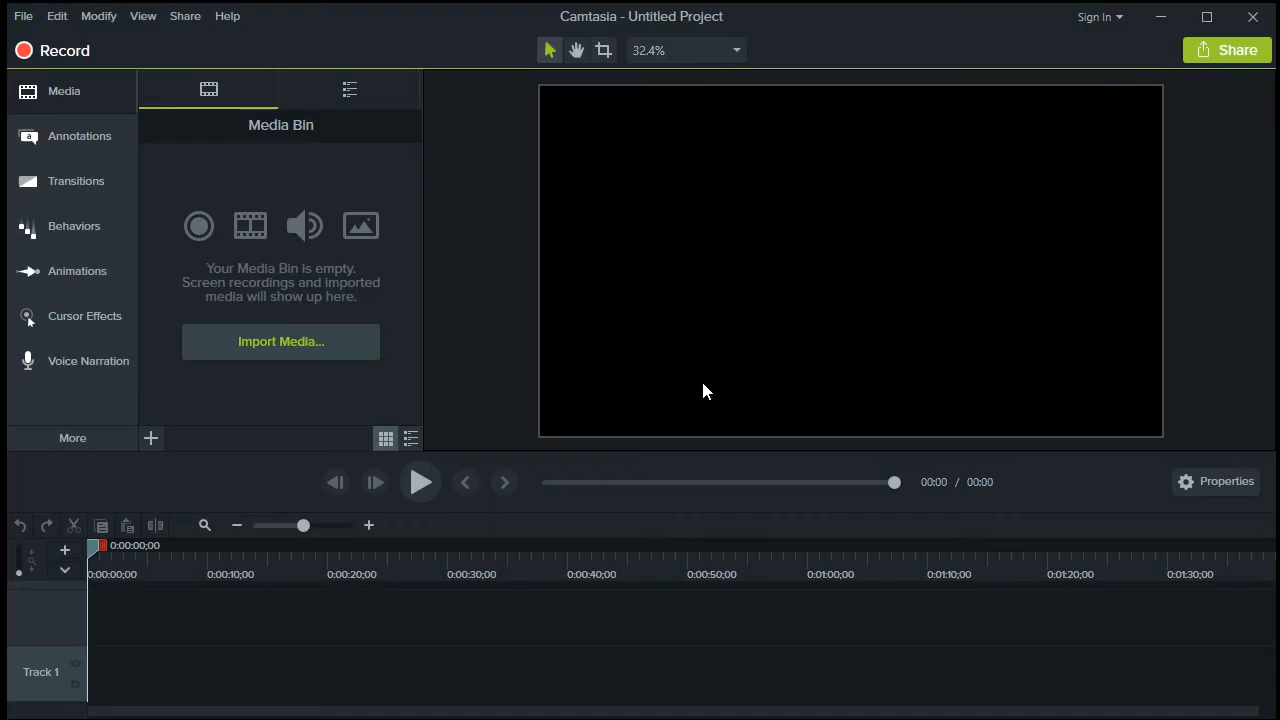 File Edit Modify View Share Help
Camtasia - Untitled Project
Sign In
Record
32.4%
Share
Media
Annotations
Transitions
Behaviors
Animations
Cursor Effects
Voice Narration
More
Media Bin
Your Media Bin is empty.
Screen recordings and imported
media will show up here.
Import Media...
00:00 / 00:00
Properties
0:00:00;00
0:00:00;00 0:00:10;00 0:00:20;00 0:00:30;00 0:00:40;00 0:00:50;00 0:01:00;00 0:01:10;00 0:01:20;00 0:01:30;00
Track 1